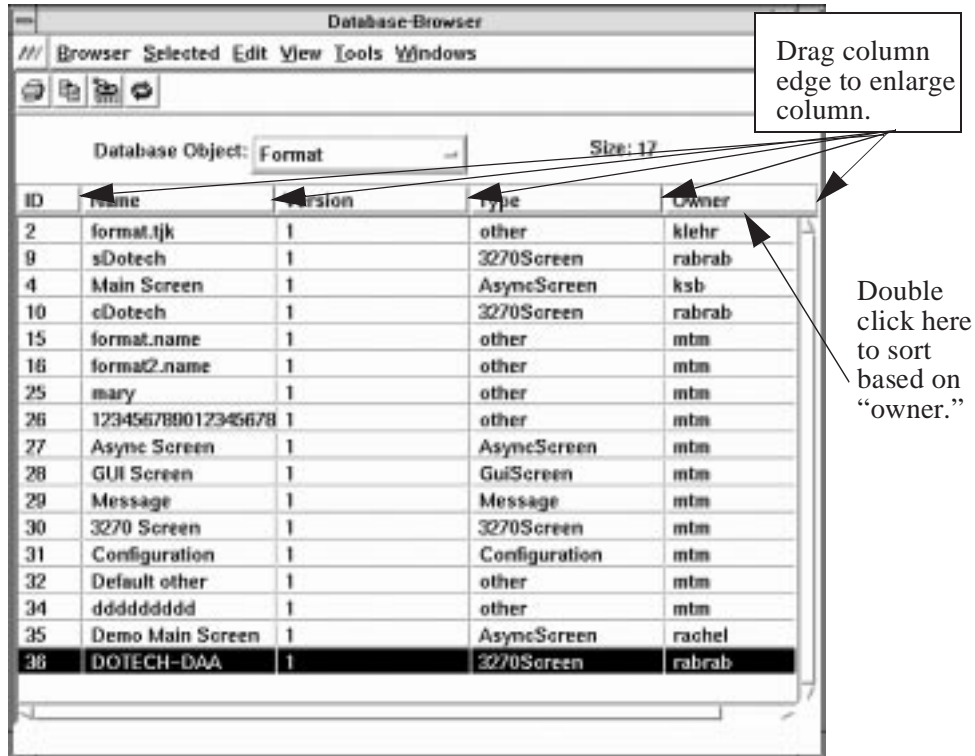 Database-Browser
/// Browser Selected Edit View Tools Windows
Drag column
edge to enlarge
column.
Database Object: Format Size: 17
ID Name Version Type Owner
2 format.tjk 1 other klehr
9 sDotech 1 3270Screen rabrab
4 Main Screen 1 AsyncScreen ksb
10 cDotech 1 3270Screen rabrab
15 format.name 1 other mtm
16 format2.name 1 other mtm
25 mary 1 other mtm
26 123456789012345678 1 other mtm
27 Async Screen 1 AsyncScreen mtm
28 GUI Screen 1 GuiScreen mtm
29 Message 1 Message mtm
30 3270 Screen 1 3270Screen mtm
31 Configuration 1 Configuration mtm
32 Default other 1 other mtm
34 ddddddddd 1 other mtm
35 Demo Main Screen 1 AsyncScreen rachel
36 DOTECH-DAA 1 3270Screen rabrab
Double
click here
to sort
based on
“owner.”